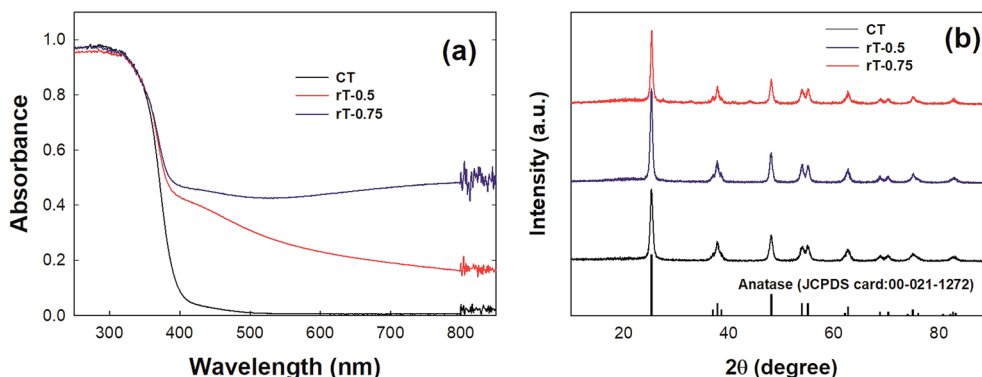 (a)
CT
rT-0.5
rT-0.75
Absorbance
1.0
0.8
0.6
0.4
0.2
0.0
300 400 500 600 700 800
Wavelength (nm)
(b)
CT
rT-0.5
rT-0.75
Intensity (a.u.)
Anatase (JCPDS card:00-021-1272)
20 40 60 80
2θ (degree)